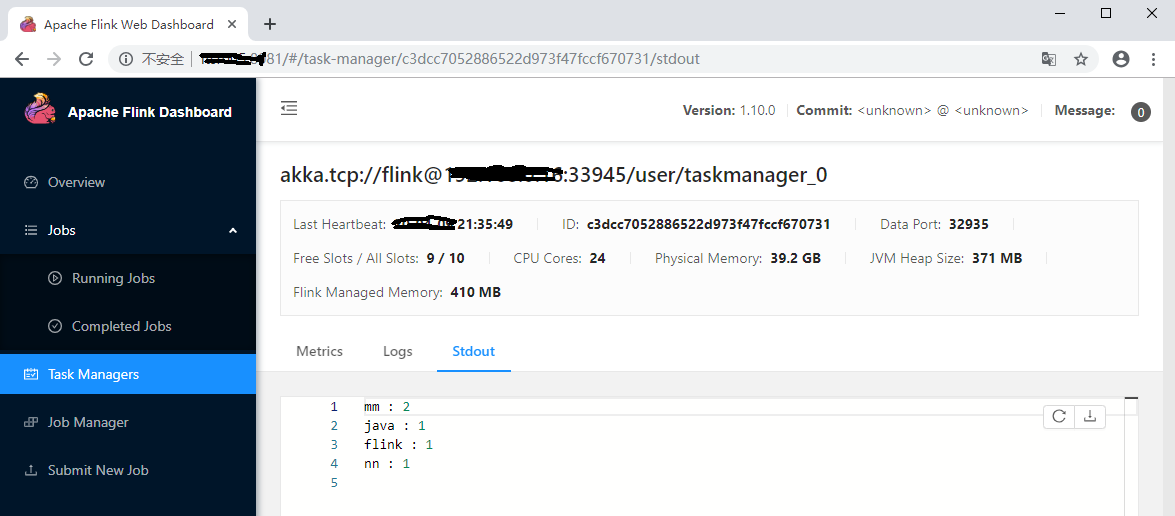 Apache Flink Web Dashboard
不安全 81/#/task-manager/c3dcc7052886522d973f47fccf670731/stdout
Apache Flink Dashboard
Version: 1.10.0 Commit: <unknown> @ <unknown> Message: 0
Overview
Jobs
Running Jobs
Completed Jobs
Task Managers
Job Manager
Submit New Job
akka.tcp://flink@ :33945/user/taskmanager_0
Last Heartbeat: 21:35:49 ID: c3dcc7052886522d973f47fccf670731 Data Port: 32935
Free Slots / All Slots: 9 / 10 CPU Cores: 24 Physical Memory: 39.2 GB JVM Heap Size: 371 MB
Flink Managed Memory: 410 MB
Metrics Logs Stdout
1 mm : 2
2 java : 1
3 flink : 1
4 nn : 1
5